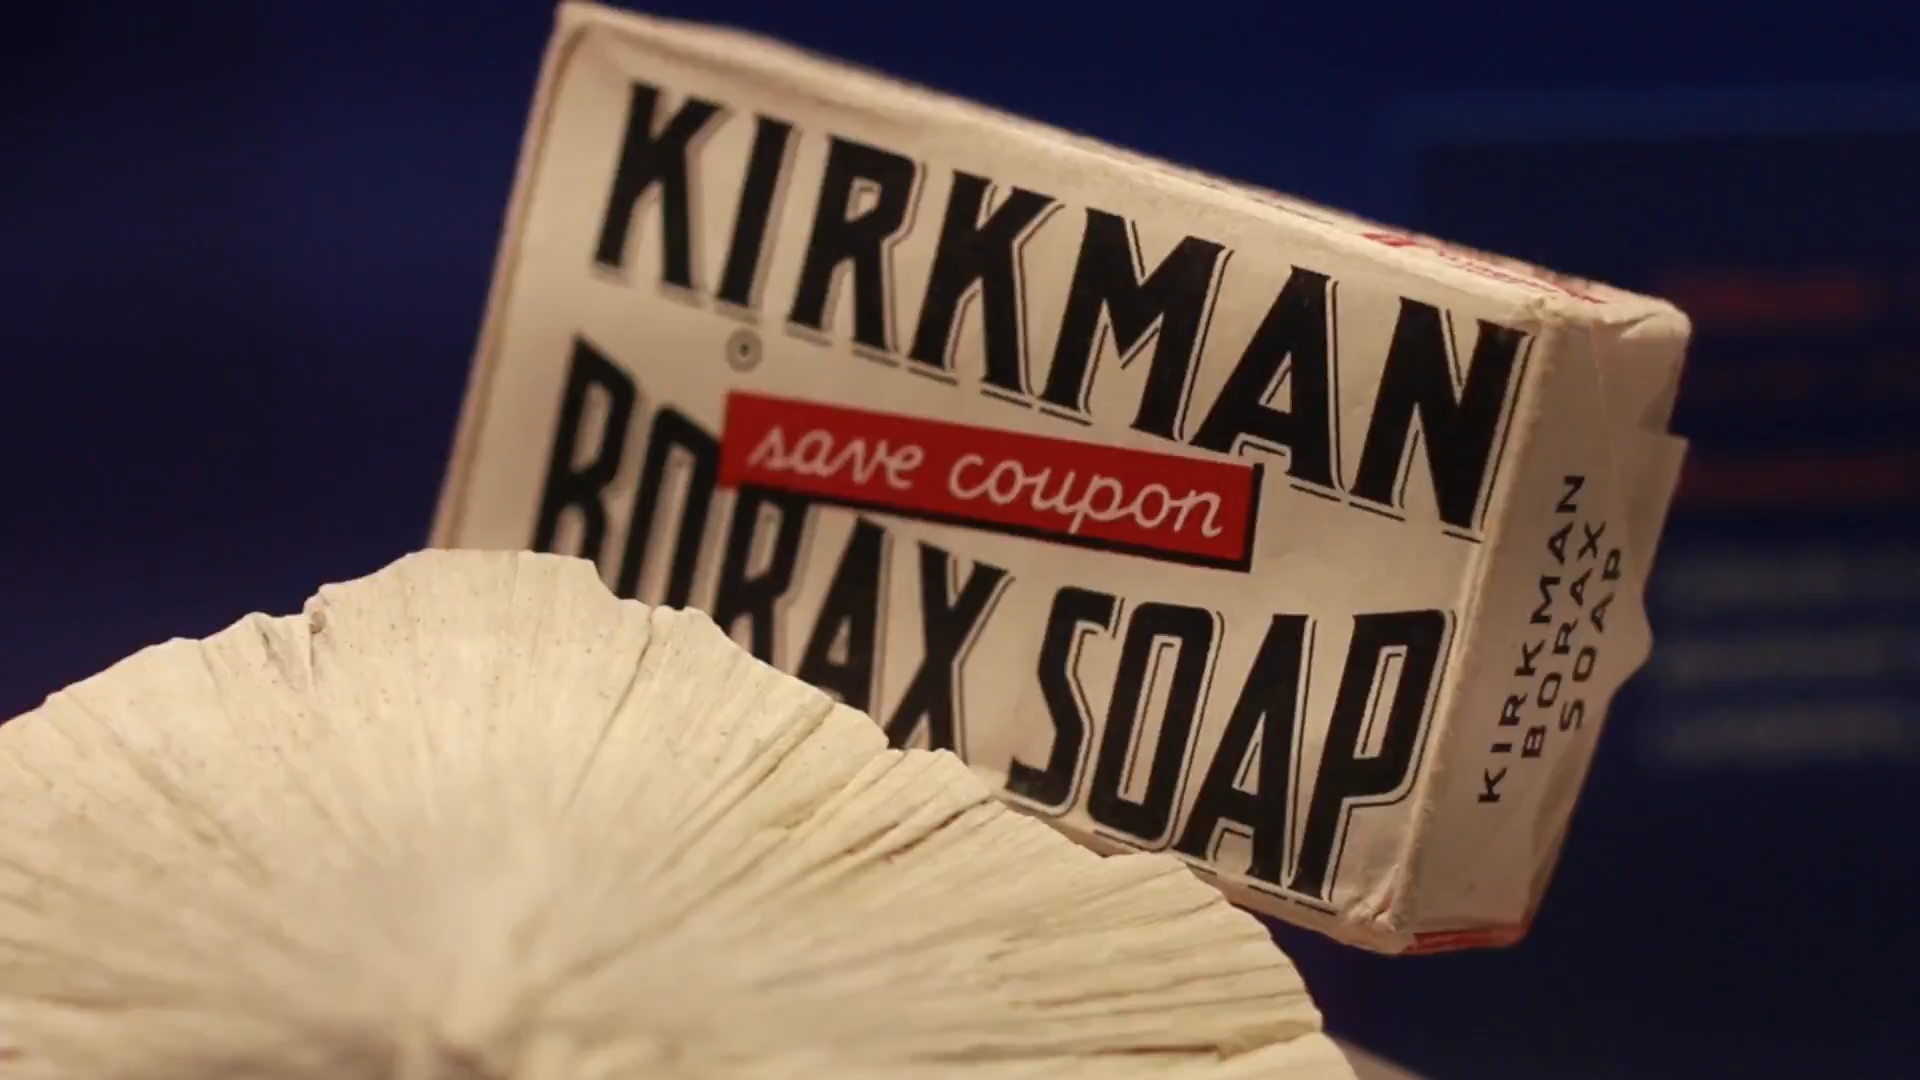 KIRKMAN
save coupon
BORAX SOAP
KIRKMAN
BORAX
SOAP